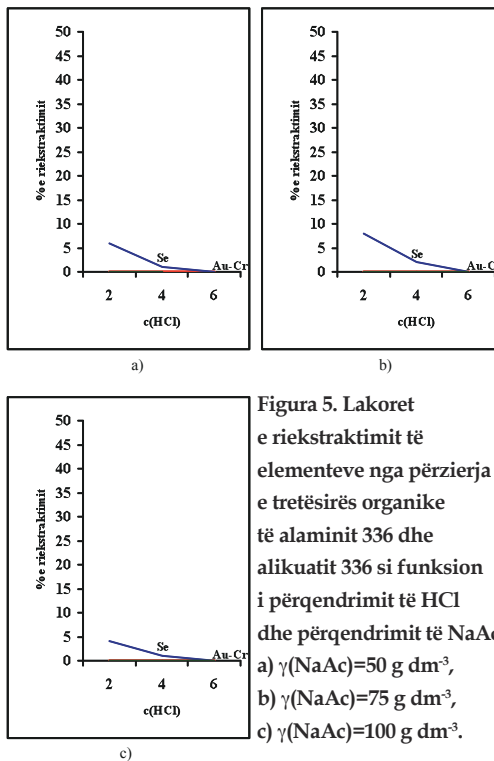 50
45
40
35
30
25
20
15
10
5
0
% e riekstraktimit
Se
Au-Cr
2 4 6
c(HCl)
a)
50
45
40
35
30
25
20
15
10
5
0
% e riekstraktimit
Se
Au-C
2 4 6
c(HCl)
b)
50
45
40
35
30
25
20
15
10
5
0
% e riekstraktimit
Se
Au-Cr
2 4 6
c(HCl)
c)
Figura 5. Lakoret
e riekstraktimit të
elementeve nga përzierja
e tretësirës organike
të alaminit 336 dhe
alikuatit 336 si funksion
i përqendrimit të HCl
dhe përqendrimit të NaAc
a) γ(NaAc)=50 g dm⁻³,
b) γ(NaAc)=75 g dm⁻³,
c) γ(NaAc)=100 g dm⁻³.